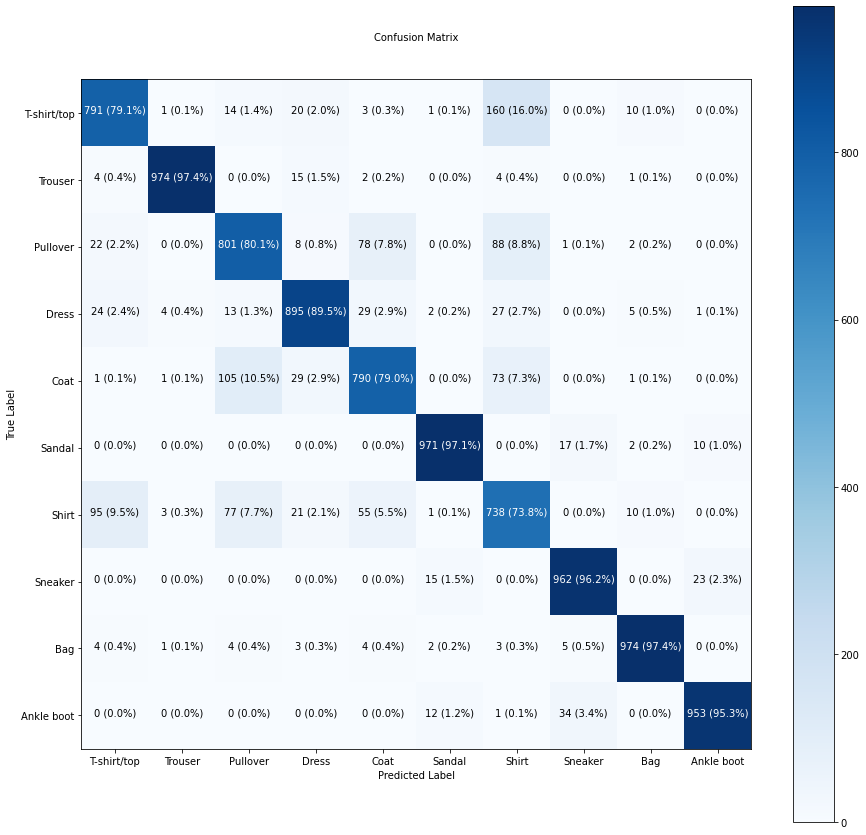 Confusion Matrix
T-shirt/top 791 (79.1%) 1 (0.1%) 14 (1.4%) 20 (2.0%) 3 (0.3%) 1 (0.1%) 160 (16.0%) 0 (0.0%) 10 (1.0%) 0 (0.0%)
Trouser 4 (0.4%) 974 (97.4%) 0 (0.0%) 15 (1.5%) 2 (0.2%) 0 (0.0%) 4 (0.4%) 0 (0.0%) 1 (0.1%) 0 (0.0%)
Pullover 22 (2.2%) 0 (0.0%) 801 (80.1%) 8 (0.8%) 78 (7.8%) 0 (0.0%) 88 (8.8%) 1 (0.1%) 2 (0.2%) 0 (0.0%)
Dress 24 (2.4%) 4 (0.4%) 13 (1.3%) 895 (89.5%) 29 (2.9%) 2 (0.2%) 27 (2.7%) 0 (0.0%) 5 (0.5%) 1 (0.1%)
Coat 1 (0.1%) 1 (0.1%) 105 (10.5%) 29 (2.9%) 790 (79.0%) 0 (0.0%) 73 (7.3%) 0 (0.0%) 1 (0.1%) 0 (0.0%)
Sandal 0 (0.0%) 0 (0.0%) 0 (0.0%) 0 (0.0%) 0 (0.0%) 971 (97.1%) 0 (0.0%) 17 (1.7%) 2 (0.2%) 10 (1.0%)
Shirt 95 (9.5%) 3 (0.3%) 77 (7.7%) 21 (2.1%) 55 (5.5%) 1 (0.1%) 738 (73.8%) 0 (0.0%) 10 (1.0%) 0 (0.0%)
Sneaker 0 (0.0%) 0 (0.0%) 0 (0.0%) 0 (0.0%) 0 (0.0%) 15 (1.5%) 0 (0.0%) 962 (96.2%) 0 (0.0%) 23 (2.3%)
Bag 4 (0.4%) 1 (0.1%) 4 (0.4%) 3 (0.3%) 4 (0.4%) 2 (0.2%) 3 (0.3%) 5 (0.5%) 974 (97.4%) 0 (0.0%)
Ankle boot 0 (0.0%) 0 (0.0%) 0 (0.0%) 0 (0.0%) 0 (0.0%) 12 (1.2%) 1 (0.1%) 34 (3.4%) 0 (0.0%) 953 (95.3%)
T-shirt/top Trouser Pullover Dress Coat Sandal Shirt Sneaker Bag Ankle boot
Predicted Label
True Label
800
600
400
200
0